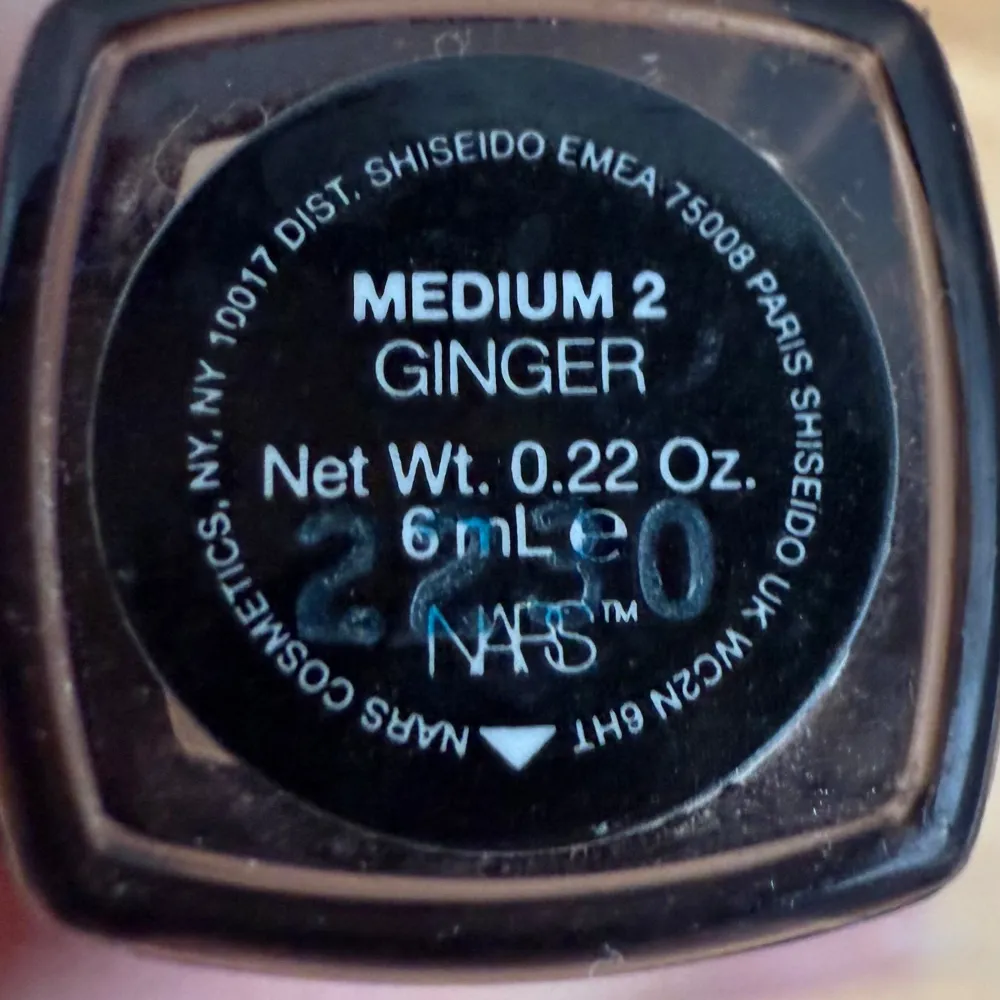 MEDIUM 2
GINGER
Net Wt. 0.22 Oz.
6 mL e
2230
NARS™
NARS COSMETICS, NY, NY 10017 DIST. SHISEIDO EMEA 75008 PARIS SHISEIDO UK WC2N 6HT